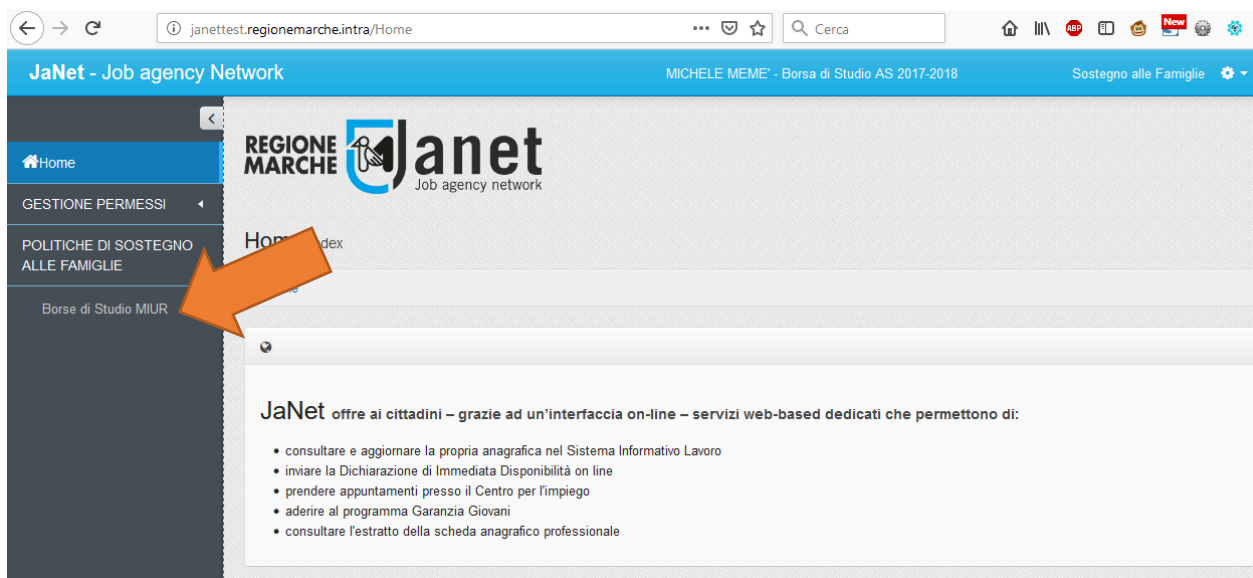 janettest.regionemarche.intra/Home
Cerca
ABP
New
JaNet - Job agency Network
MICHELE MEME' - Borsa di Studio AS 2017-2018
Sostegno alle Famiglie
Home
GESTIONE PERMESSI
POLITICHE DI SOSTEGNO
ALLE FAMIGLIE
Borse di Studio MIUR
REGIONE
MARCHE
Janet
Job agency network
JaNet offre ai cittadini – grazie ad un'interfaccia on-line – servizi web-based dedicati che permettono di:
• consultare e aggiornare la propria anagrafica nel Sistema Informativo Lavoro
• inviare la Dichiarazione di Immediata Disponibilità on line
• prendere appuntamenti presso il Centro per l'impiego
• aderire al programma Garanzia Giovani
• consultare l'estratto della scheda anagrafico professionale